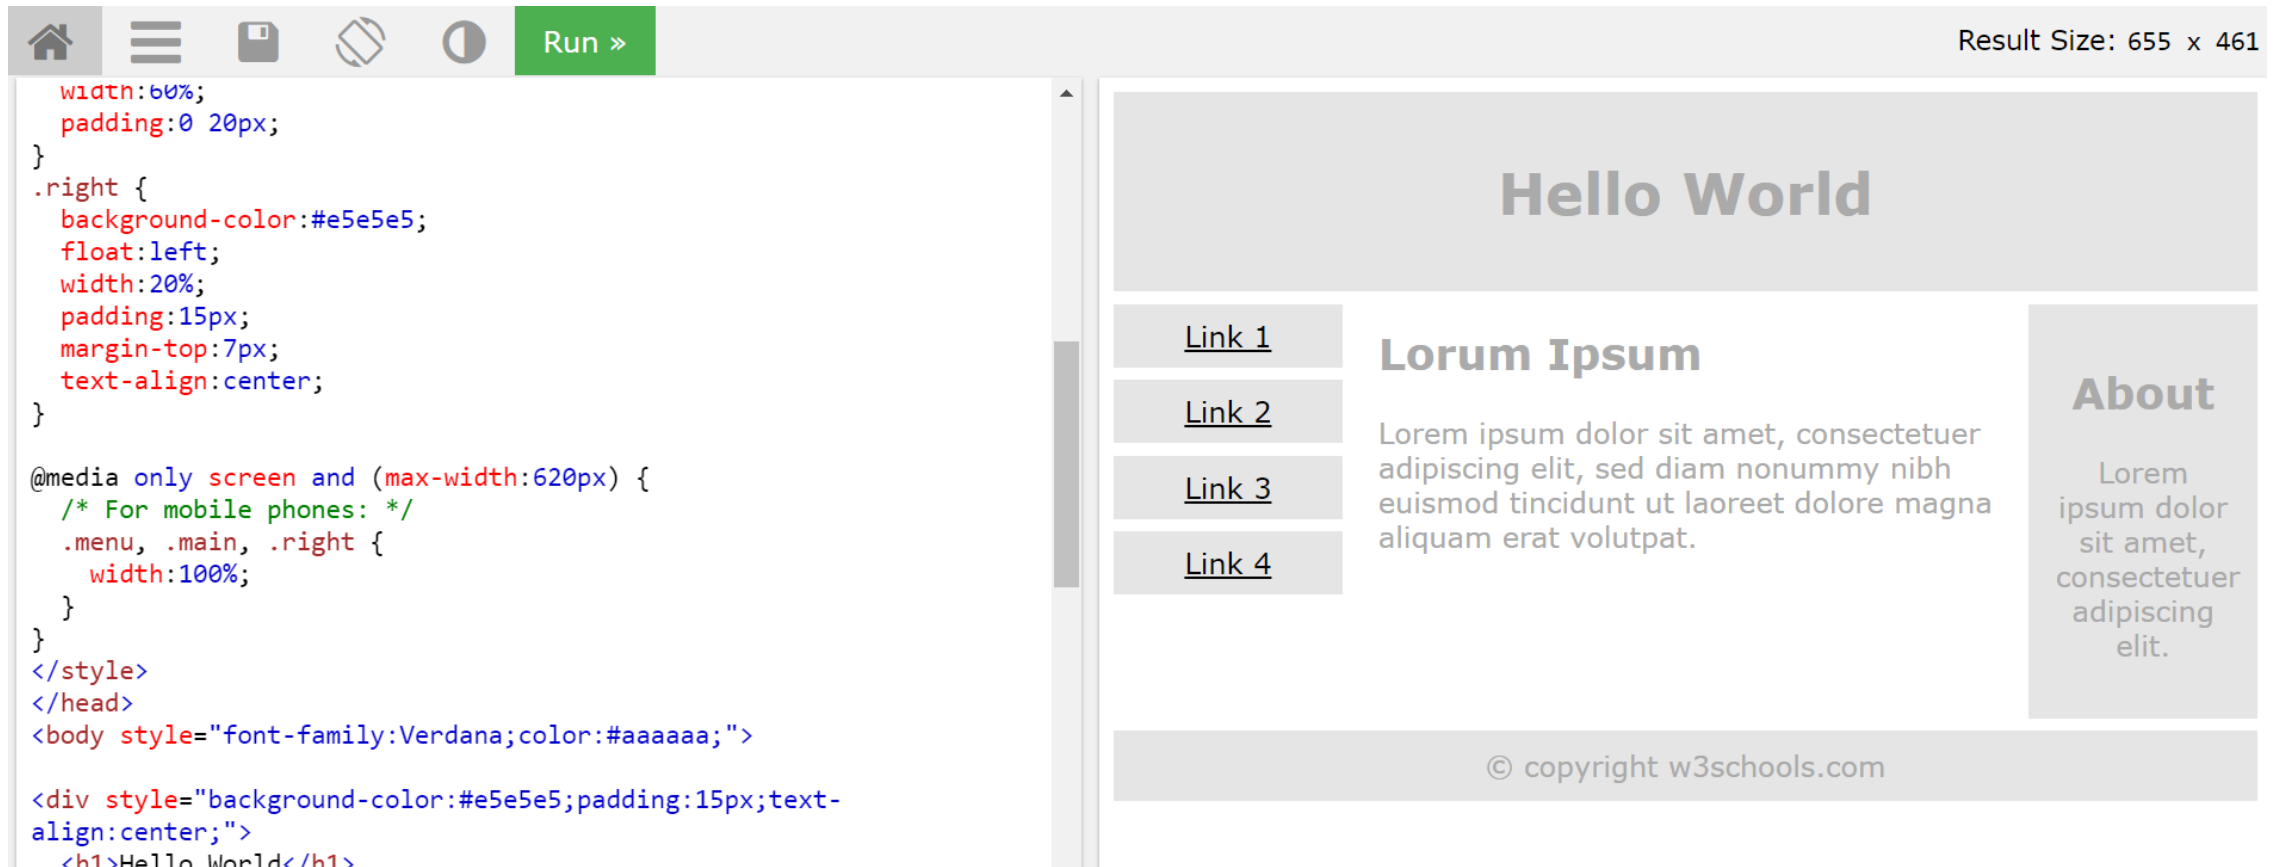 Run »
Result Size: 655 x 461
width:60%;
padding:0 20px;
}
.right {
background-color:#e5e5e5;
float:left;
width:20%;
padding:15px;
margin-top:7px;
text-align:center;
}
@media only screen and (max-width:620px) {
/* For mobile phones: */
.menu, .main, .right {
width:100%;
}
}
</style>
</head>
<body style="font-family:Verdana;color:#aaaaaa;">
<div style="background-color:#e5e5e5;padding:15px;text-
align:center;">
<h1>Hello World</h1>
Hello World
Link 1
Link 2
Link 3
Link 4
Lorum Ipsum
Lorem ipsum dolor sit amet, consectetuer
adipiscing elit, sed diam nonummy nibh
euismod tincidunt ut laoreet dolore magna
aliquam erat volutpat.
About
Lorem
ipsum dolor
sit amet,
consectetuer
adipiscing
elit.
© copyright w3schools.com